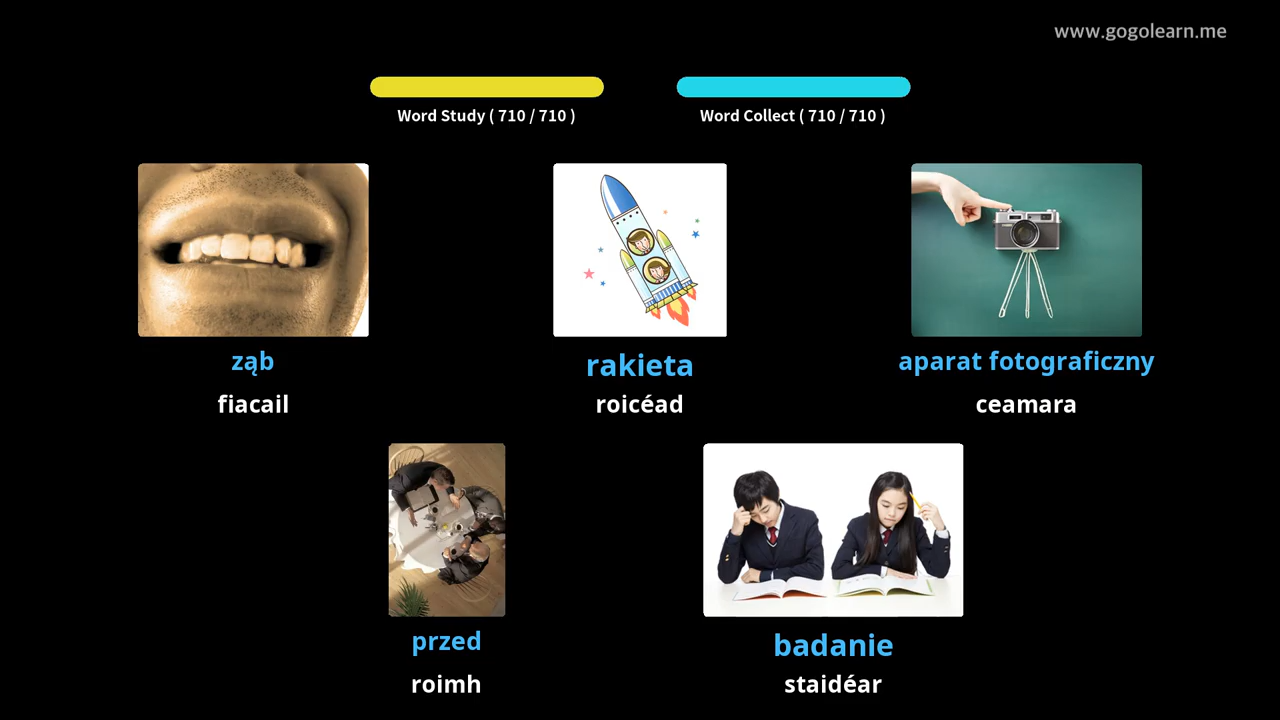 www.gogolearn.me
Word Study ( 710 / 710 )
Word Collect ( 710 / 710 )
ząb
rakieta
aparat fotograficzny
fiacail
roicéad
ceamara
przed
badanie
roimh
staidéar